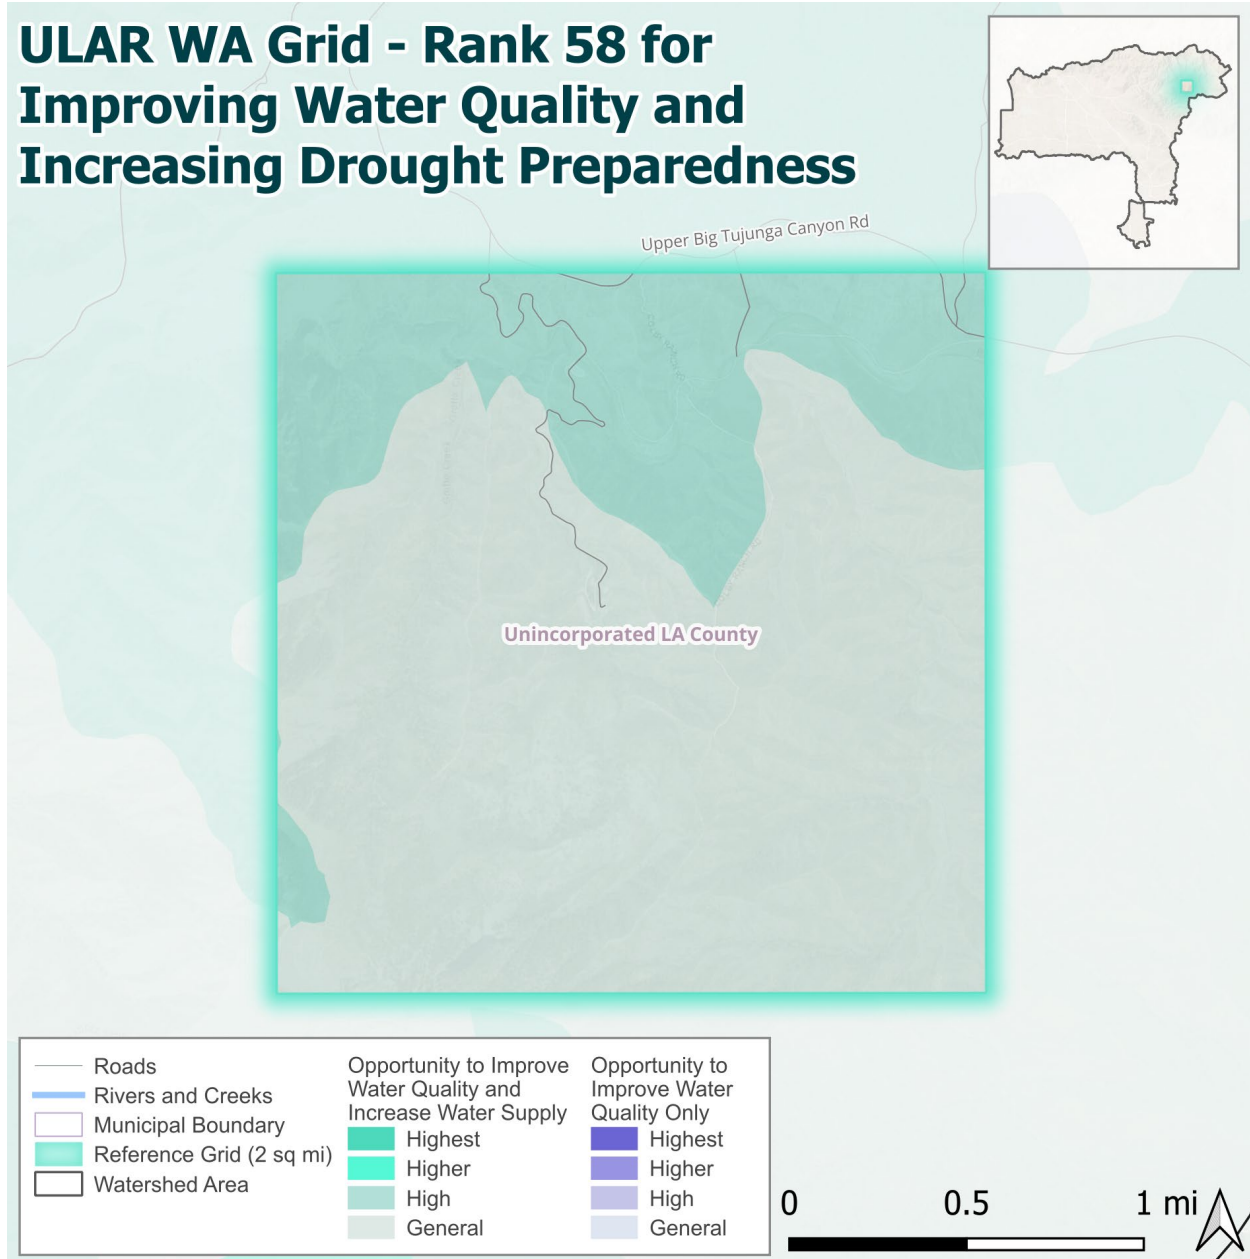 ULAR WA Grid - Rank 58 for
Improving Water Quality and
Increasing Drought Preparedness
Upper Big Tujunga Canyon Rd
Unincorporated LA County
Roads
Rivers and Creeks
Municipal Boundary
Reference Grid (2 sq mi)
Watershed Area
Opportunity to Improve
Water Quality and
Increase Water Supply
Highest
Higher
High
General
Opportunity to
Improve Water
Quality Only
Highest
Higher
High
General
0 0.5 1 mi